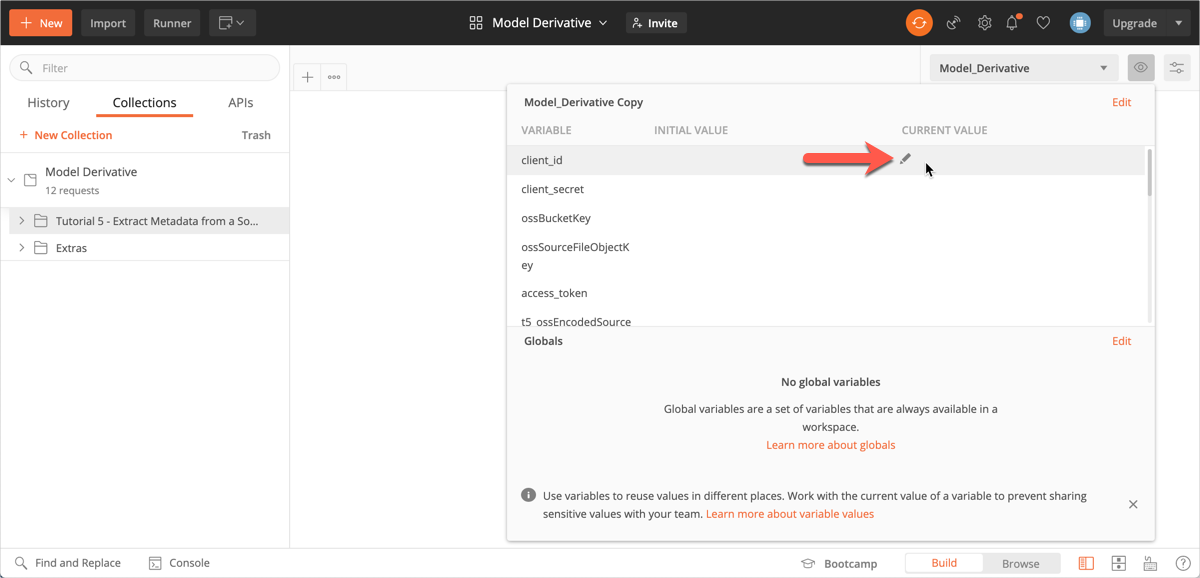 New
Import
Runner
Model Derivative
Invite
Upgrade
Filter
History
Collections
APIs
New Collection
Trash
Model Derivative
12 requests
Tutorial 5 - Extract Metadata from a So...
Extras
Model_Derivative
Model_Derivative Copy
Edit
VARIABLE
INITIAL VALUE
CURRENT VALUE
client_id
client_secret
ossBucketKey
ossSourceFileObjectK
ey
access_token
t5_ossEncodedSource
Globals
Edit
No global variables
Global variables are a set of variables that are always available in a
workspace.
Learn more about globals
Use variables to reuse values in different places. Work with the current value of a variable to prevent sharing
sensitive values with your team. Learn more about variable values
Find and Replace
Console
Bootcamp
Build
Browse